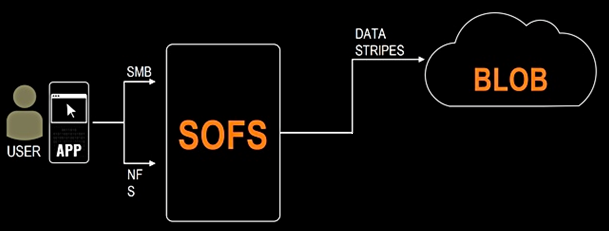 USER
APP
SMB
NF
S
SOFS
DATA
STRIPES
BLOB